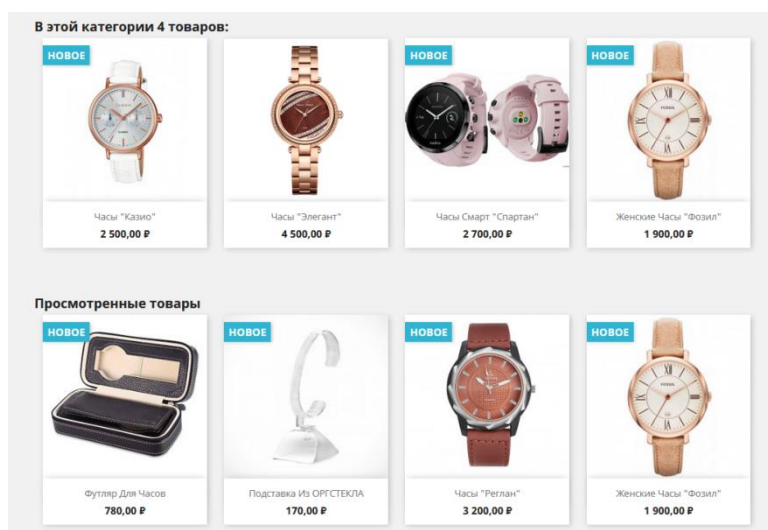 В этой категории 4 товаров:
НОВОЕ
НОВОЕ
НОВОЕ
FOSSIL
Часы "Казио"
Часы "Элегант"
Часы Смарт "Спартан"
Женские Часы "Фозил"
2 500,00 ₽
4 500,00 ₽
2 700,00 ₽
1 900,00 ₽
Просмотренные товары
НОВОЕ
НОВОЕ
НОВОЕ
НОВОЕ
FOSSIL
Футляр Для Часов
Подставка Из ОРГСТЕКЛА
Часы "Реглан"
Женские Часы "Фозил"
780,00 ₽
170,00 ₽
3 200,00 ₽
1 900,00 ₽